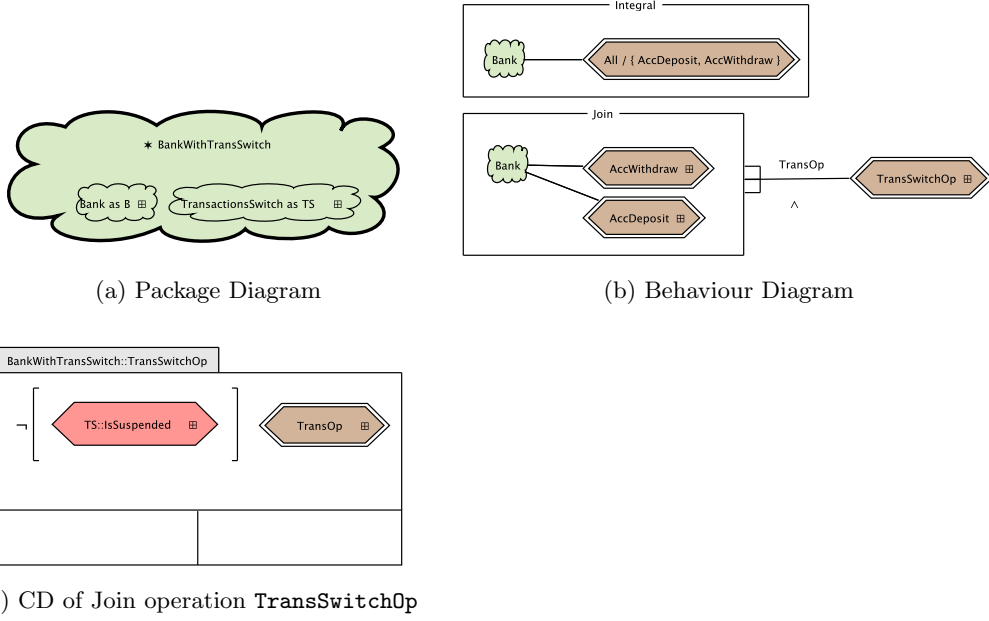 Integral
Bank
All / { AccDeposit, AccWithdraw }
Join
Bank
AccWithdraw
AccDeposit
TransOp
^
TransSwitchOp
✶ BankWithTransSwitch
Bank as B
TransactionsSwitch as TS
(a) Package Diagram
(b) Behaviour Diagram
BankWithTransSwitch::TransSwitchOp
¬
TS::IsSuspended
TransOp
) CD of Join operation TransSwitchOp